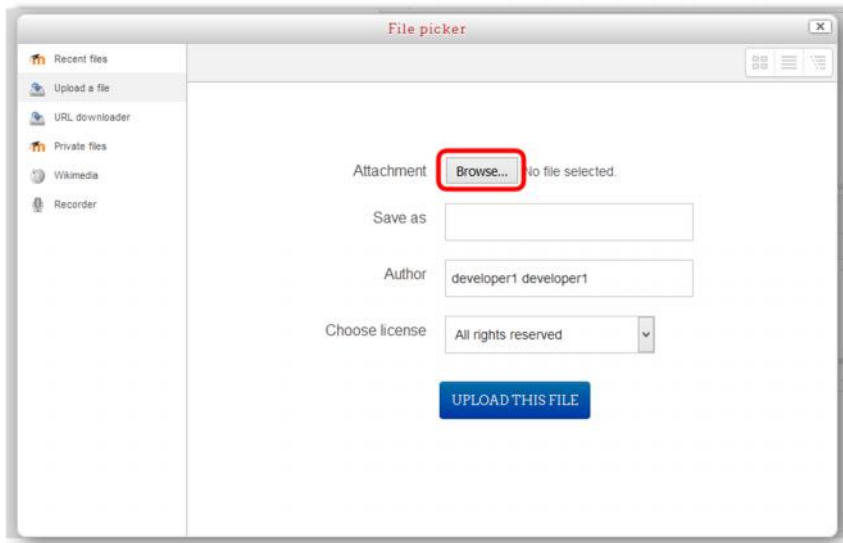 File picker
Recent files
Upload a file
URL downloader
Private files
Wikimedia
Recorder
Attachment Browse... No file selected.
Save as
Author developer1 developer1
Choose license All rights reserved
UPLOAD THIS FILE